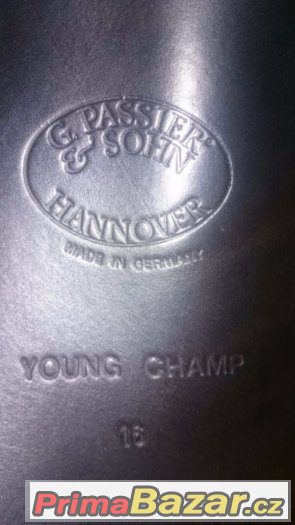 G. PASSIER
& SOHN
HANNOVER
MADE IN GERMANY
YOUNG CHAMP
16
PrimaBazar.cz